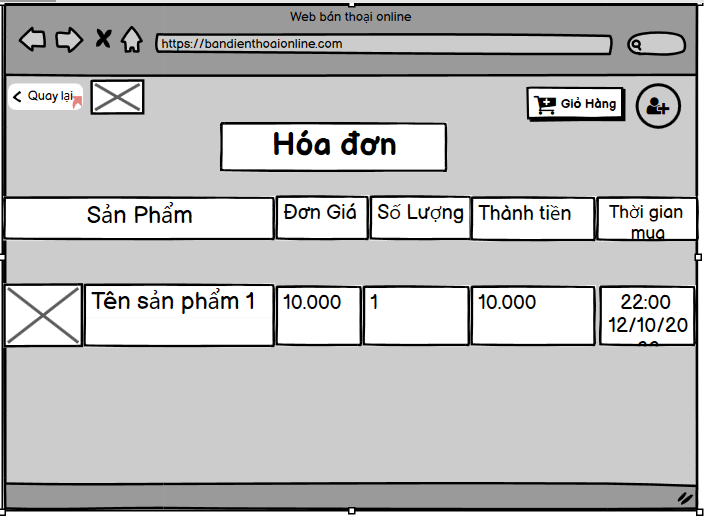 Web bán thoại online
https://bandienthoaionline.com
Quay lại
Giỏ Hàng
Hóa đơn
Sản Phẩm
Đơn Giá
Số Lượng
Thành tiền
Thời gian
mua
Tên sản phẩm 1
10.000
1
10.000
22:00
12/10/20